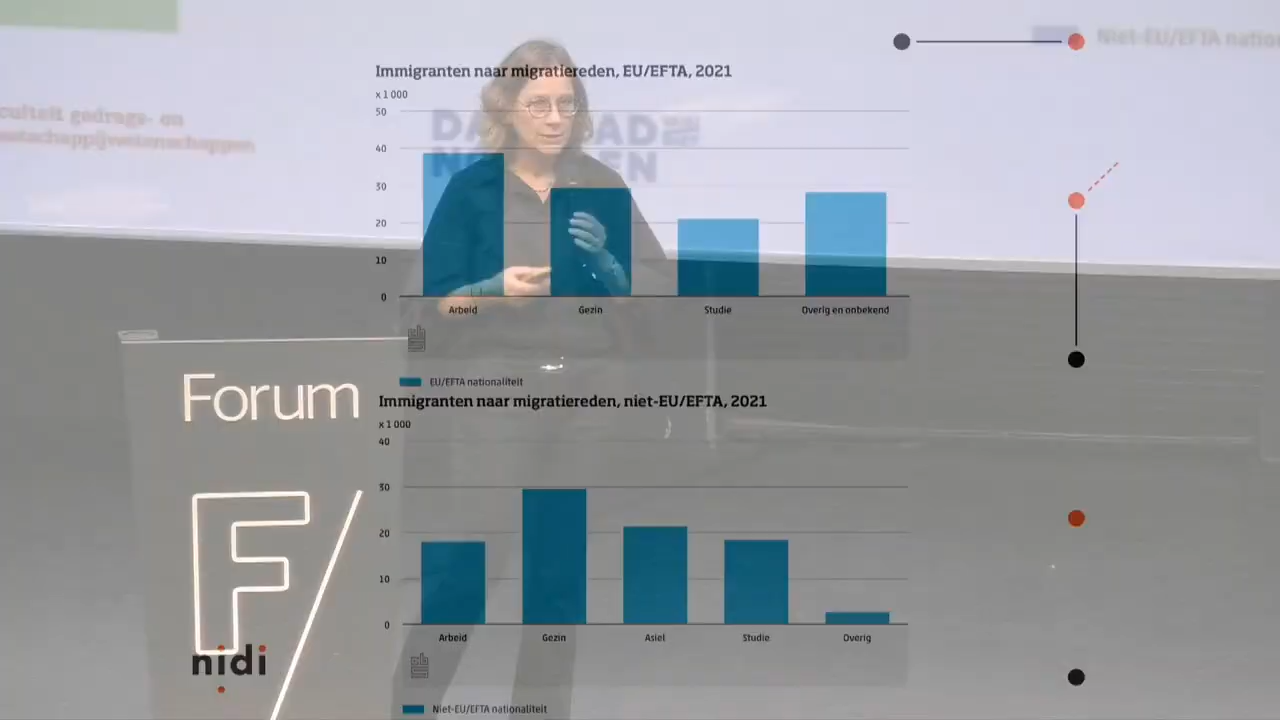 Niet-EU/EFTA nation
Immigranten naar migratiereden, EU/EFTA, 2021
x 1 000
50
40
30
20
10
0
Arbeid
Gezin
Studie
Overig en onbekend
EU/EFTA nationaliteit
Immigranten naar migratiereden, niet-EU/EFTA, 2021
x 1 000
40
30
20
10
0
Arbeid
Gezin
Asiel
Studie
Overig
Niet-EU/EFTA nationaliteit
Forum
F/
nidi